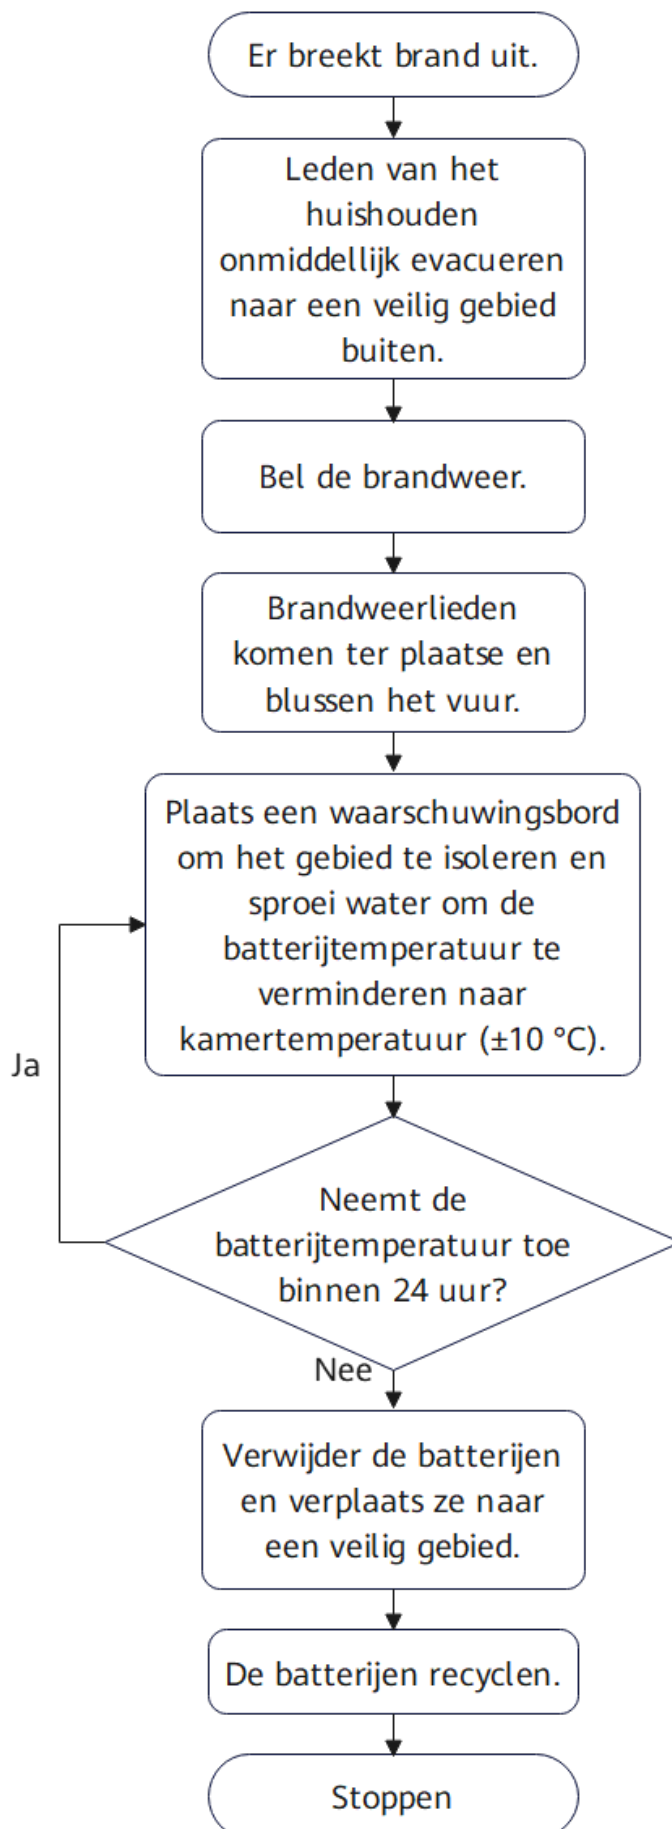 Er breekt brand uit.
Leden van het
huishouden
onmiddellijk evacueren
naar een veilig gebied
buiten.
Bel de brandweer.
Brandweerlieden
komen ter plaatse en
blussen het vuur.
Plaats een waarschuwingsbord
om het gebied te isoleren en
sproei water om de
batterijtemperatuur te
verminderen naar
kamertemperatuur (±10 °C).
Ja
Neemt de
batterijtemperatuur toe
binnen 24 uur?
Nee
Verwijder de batterijen
en verplaats ze naar
een veilig gebied.
De batterijen recyclen.
Stoppen